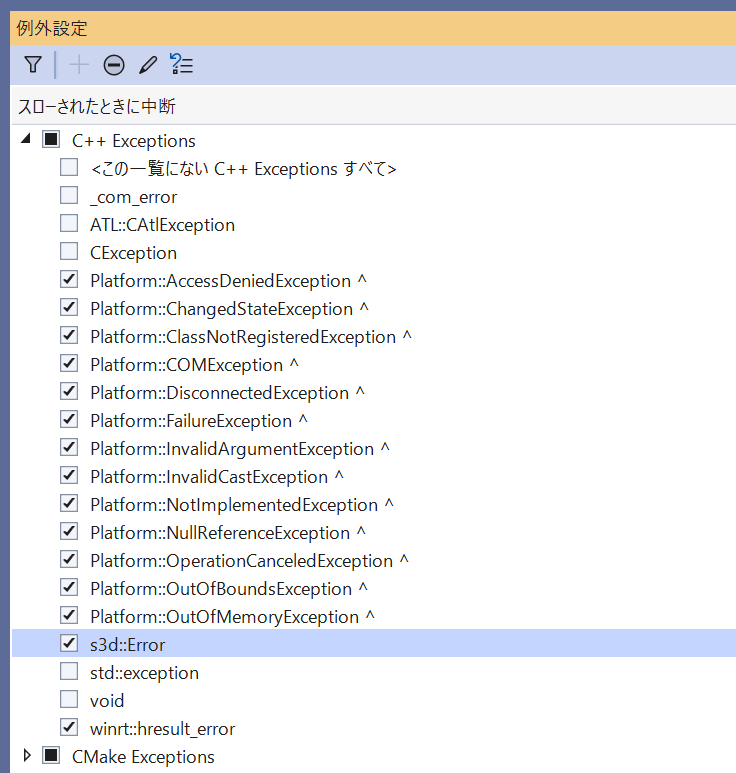 例外設定
スローされたときに中断
C++ Exceptions
<この一覧にない C++ Exceptions すべて>
_com_error
ATL::CAtlException
CException
Platform::AccessDeniedException ^
Platform::ChangedStateException ^
Platform::ClassNotRegisteredException ^
Platform::COMException ^
Platform::DisconnectedException ^
Platform::FailureException ^
Platform::InvalidArgumentException ^
Platform::InvalidCastException ^
Platform::NotImplementedException ^
Platform::NullReferenceException ^
Platform::OperationCanceledException ^
Platform::OutOfBoundsException ^
Platform::OutOfMemoryException ^
s3d::Error
std::exception
void
winrt::hresult_error
CMake Exceptions